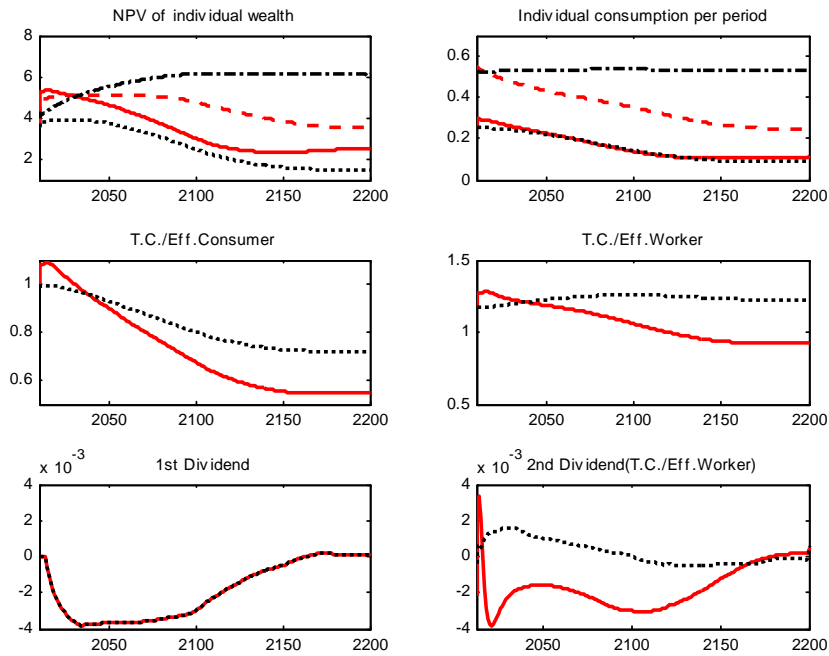 NPV of individual wealth
8
6
4
2
2050 2100 2150 2200
Individual consumption per period
0.6
0.4
0.2
0
2050 2100 2150 2200
T.C./Eff.Consumer
1
0.8
0.6
2050 2100 2150 2200
T.C./Eff.Worker
1.5
1
0.5
2050 2100 2150 2200
x 10^-3
1st Dividend
4
2
0
-2
-4
2050 2100 2150 2200
x 10^-3
2nd Dividend(T.C./Eff.Worker)
4
2
0
-2
-4
2050 2100 2150 2200